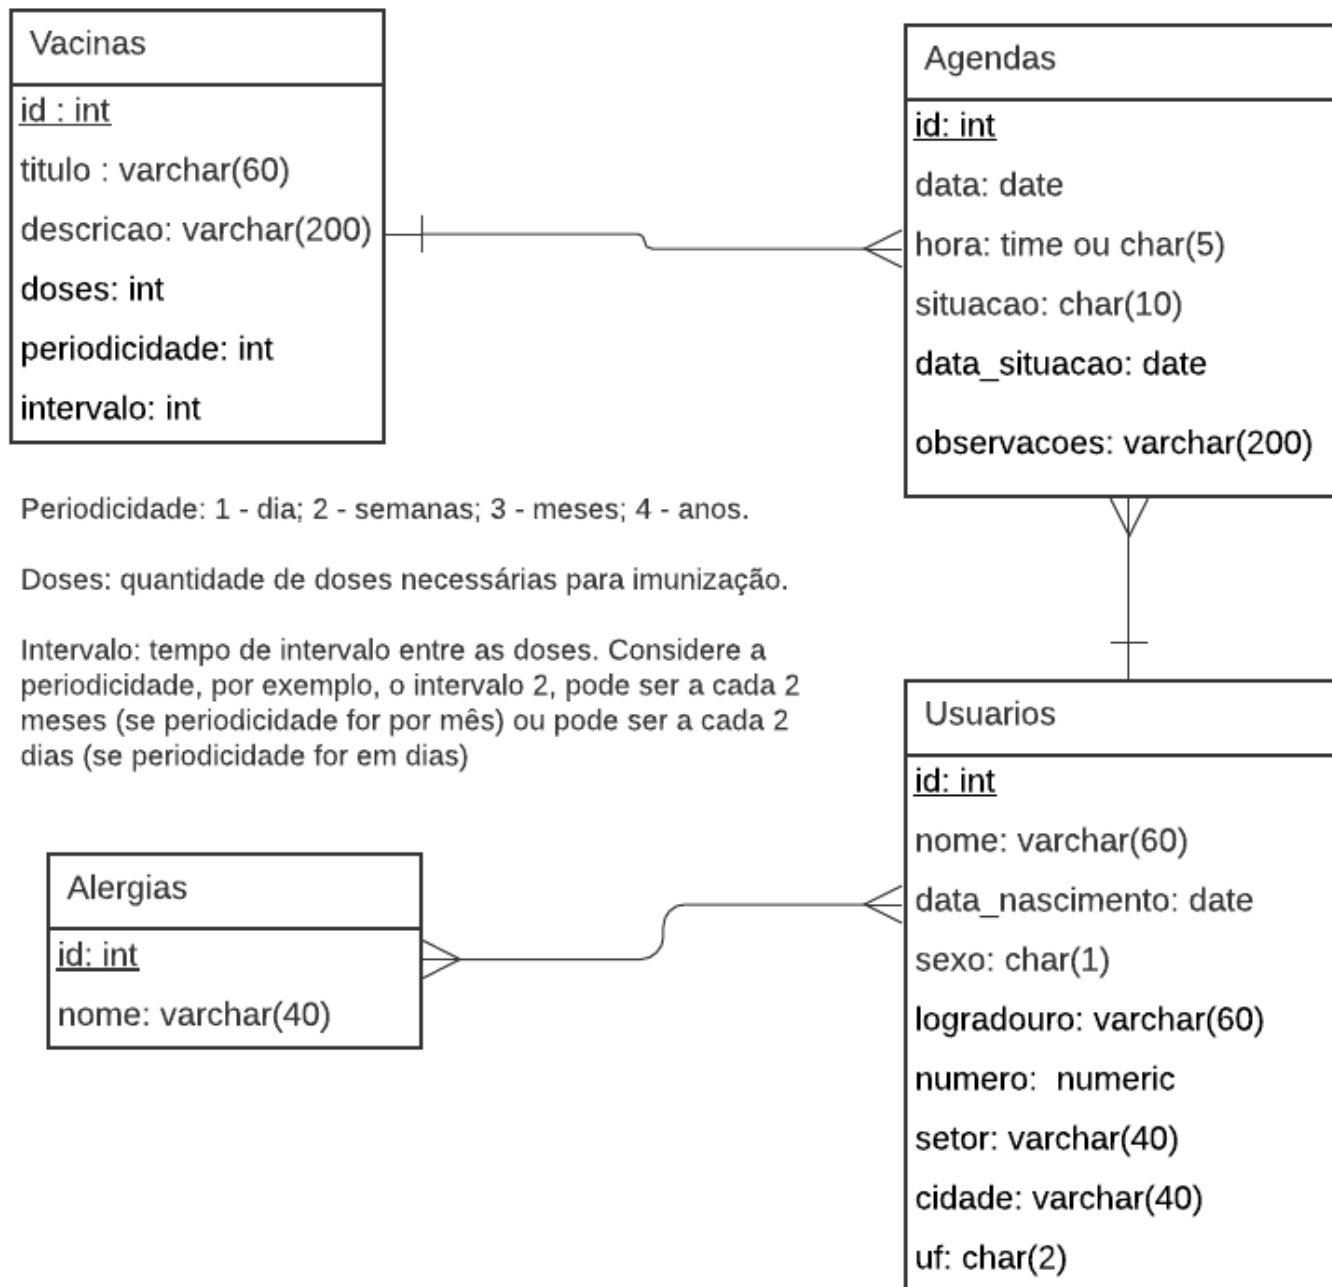 Vacinas
id : int
titulo : varchar(60)
descricao: varchar(200)
doses: int
periodicidade: int
intervalo: int
Agendas
id: int
data: date
hora: time ou char(5)
situacao: char(10)
data_situacao: date
observacoes: varchar(200)
Periodicidade: 1 - dia; 2 - semanas; 3 - meses; 4 - anos.
Doses: quantidade de doses necessárias para imunização.
Intervalo: tempo de intervalo entre as doses. Considere a
periodicidade, por exemplo, o intervalo 2, pode ser a cada 2
meses (se periodicidade for por mês) ou pode ser a cada 2
dias (se periodicidade for em dias)
Usuarios
id: int
nome: varchar(60)
data_nascimento: date
sexo: char(1)
logradouro: varchar(60)
numero:  numeric
setor: varchar(40)
cidade: varchar(40)
uf: char(2)
Alergias
id: int
nome: varchar(40)